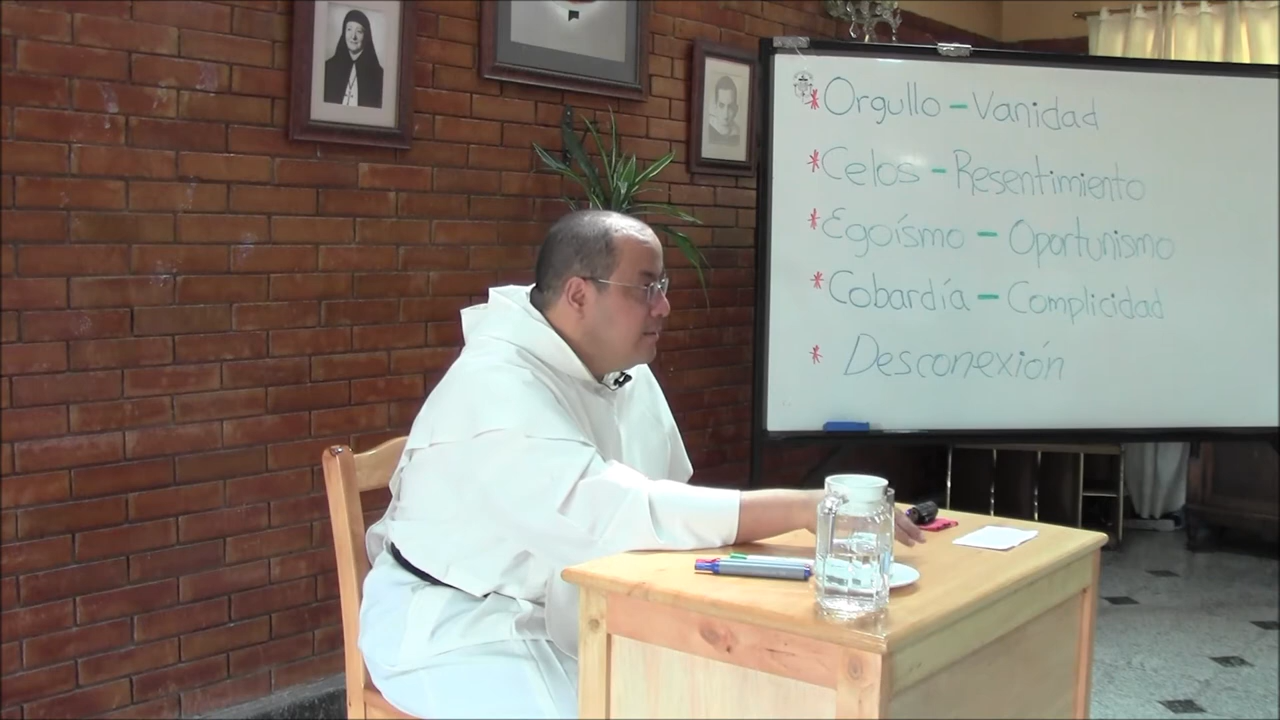 * Orgullo - Vanidad
* Celos - Resentimiento
* Egoísmo - Oportunismo
* Cobardía - Complicidad
* Desconexión